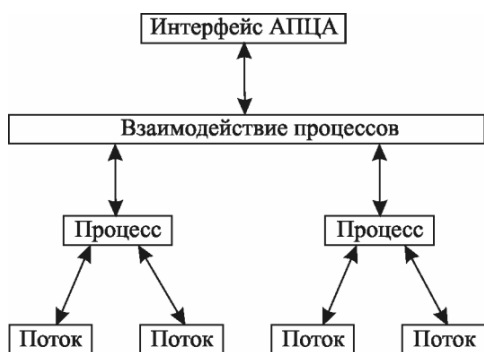 Интерфейс АПЦА
Взаимодействие процессов
Процесс Процесс
Поток Поток Поток Поток